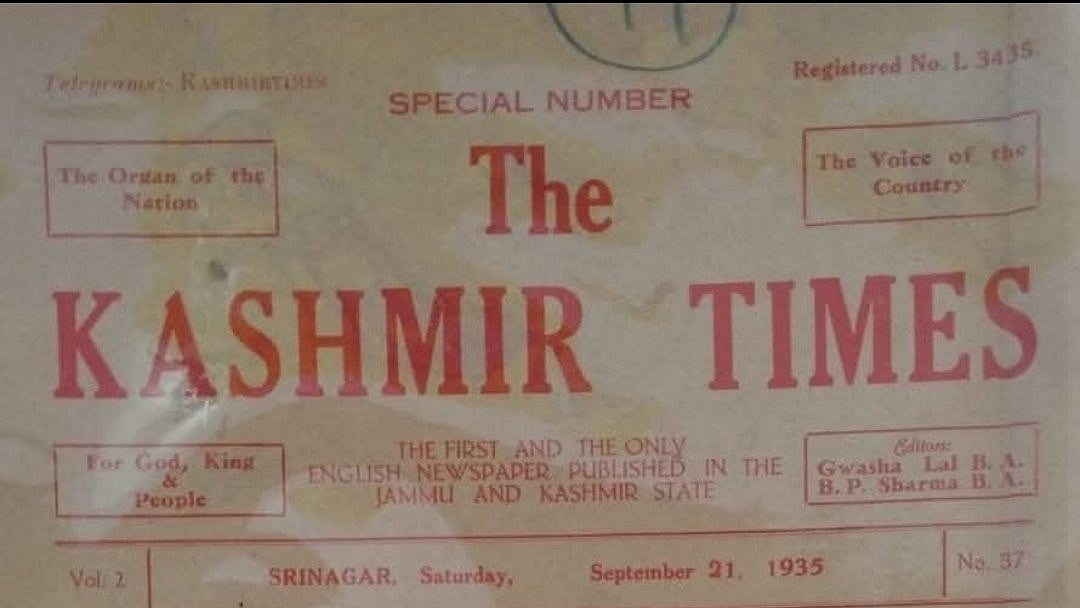 Telegrams:- KASHMIRTIMES
Registered No. L 3435
SPECIAL NUMBER
The Organ of the
Nation
The
The Voice of the
Country
KASHMIR TIMES
For God, King
&
People
THE FIRST AND THE ONLY
ENGLISH NEWSPAPER PUBLISHED IN THE
JAMMU AND KASHMIR STATE
Editors:
Gwasha Lal B. A.
B. P. Sharma B. A.
Vol. 2
SRINAGAR, Saturday, September 21, 1935
No. 37